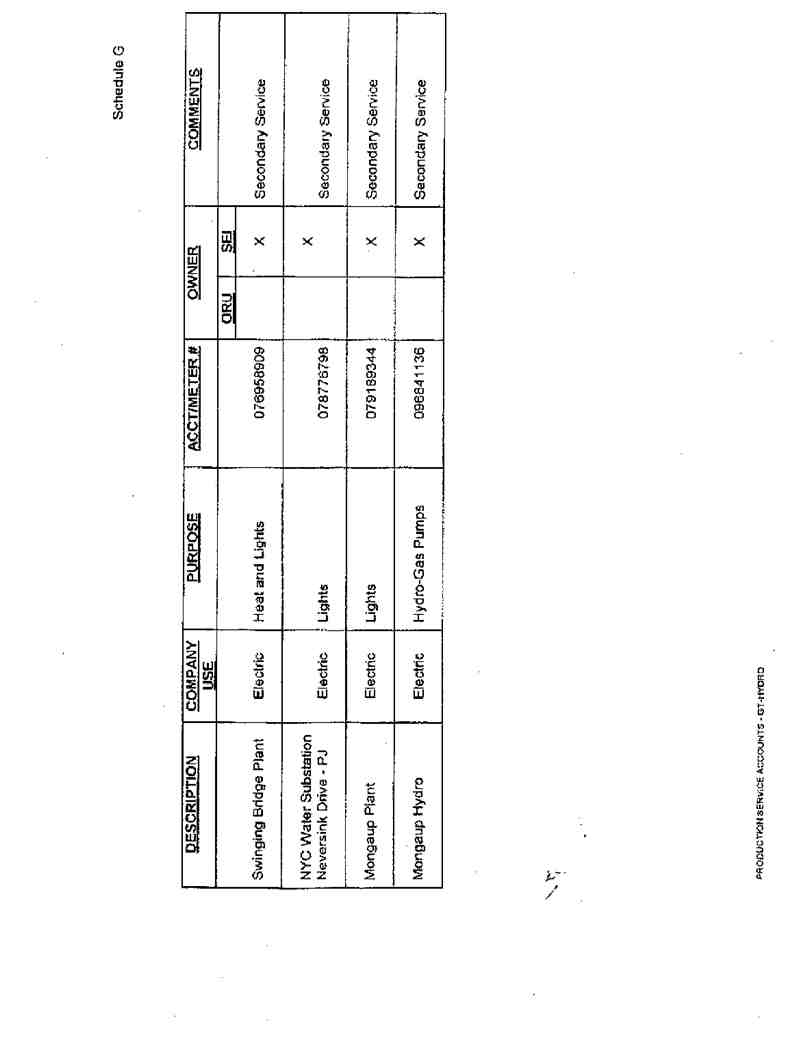 Schedule G
DESCRIPTION COMPANY USE PURPOSE ACCT/METER # OWNER COMMENTS
ORU SEI
Swinging Bridge Plant Electric Heat and Lights 076958909 X Secondary Service
NYC Water Substation
Neversink Drive - PJ Electric Lights 078776798 X Secondary Service
Mongaup Plant Electric Lights 079189344 X Secondary Service
Mongaup Hydro Electric Hydro-Gas Pumps 096841136 X Secondary Service
PRODUCTION SERVICE ACCOUNTS - GT-HYDRO